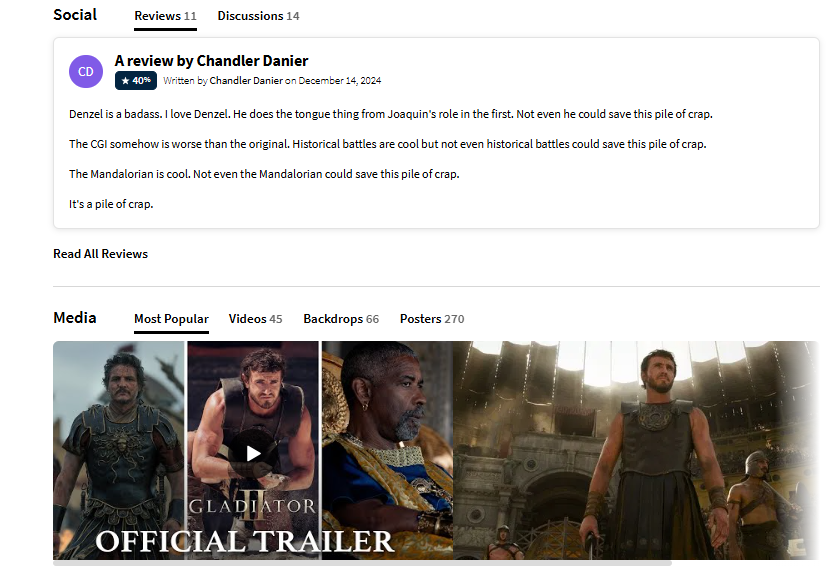 Social Reviews 11 Discussions 14
CD
A review by Chandler Danier
★ 40% Written by Chandler Danier on December 14, 2024
Denzel is a badass. I love Denzel. He does the tongue thing from Joaquin's role in the first. Not even he could save this pile of crap.
The CGI somehow is worse than the original. Historical battles are cool but not even historical battles could save this pile of crap.
The Mandalorian is cool. Not even the Mandalorian could save this pile of crap.
It's a pile of crap.
Read All Reviews
Media Most Popular Videos 45 Backdrops 66 Posters 270
GLADIATOR
II
OFFICIAL TRAILER